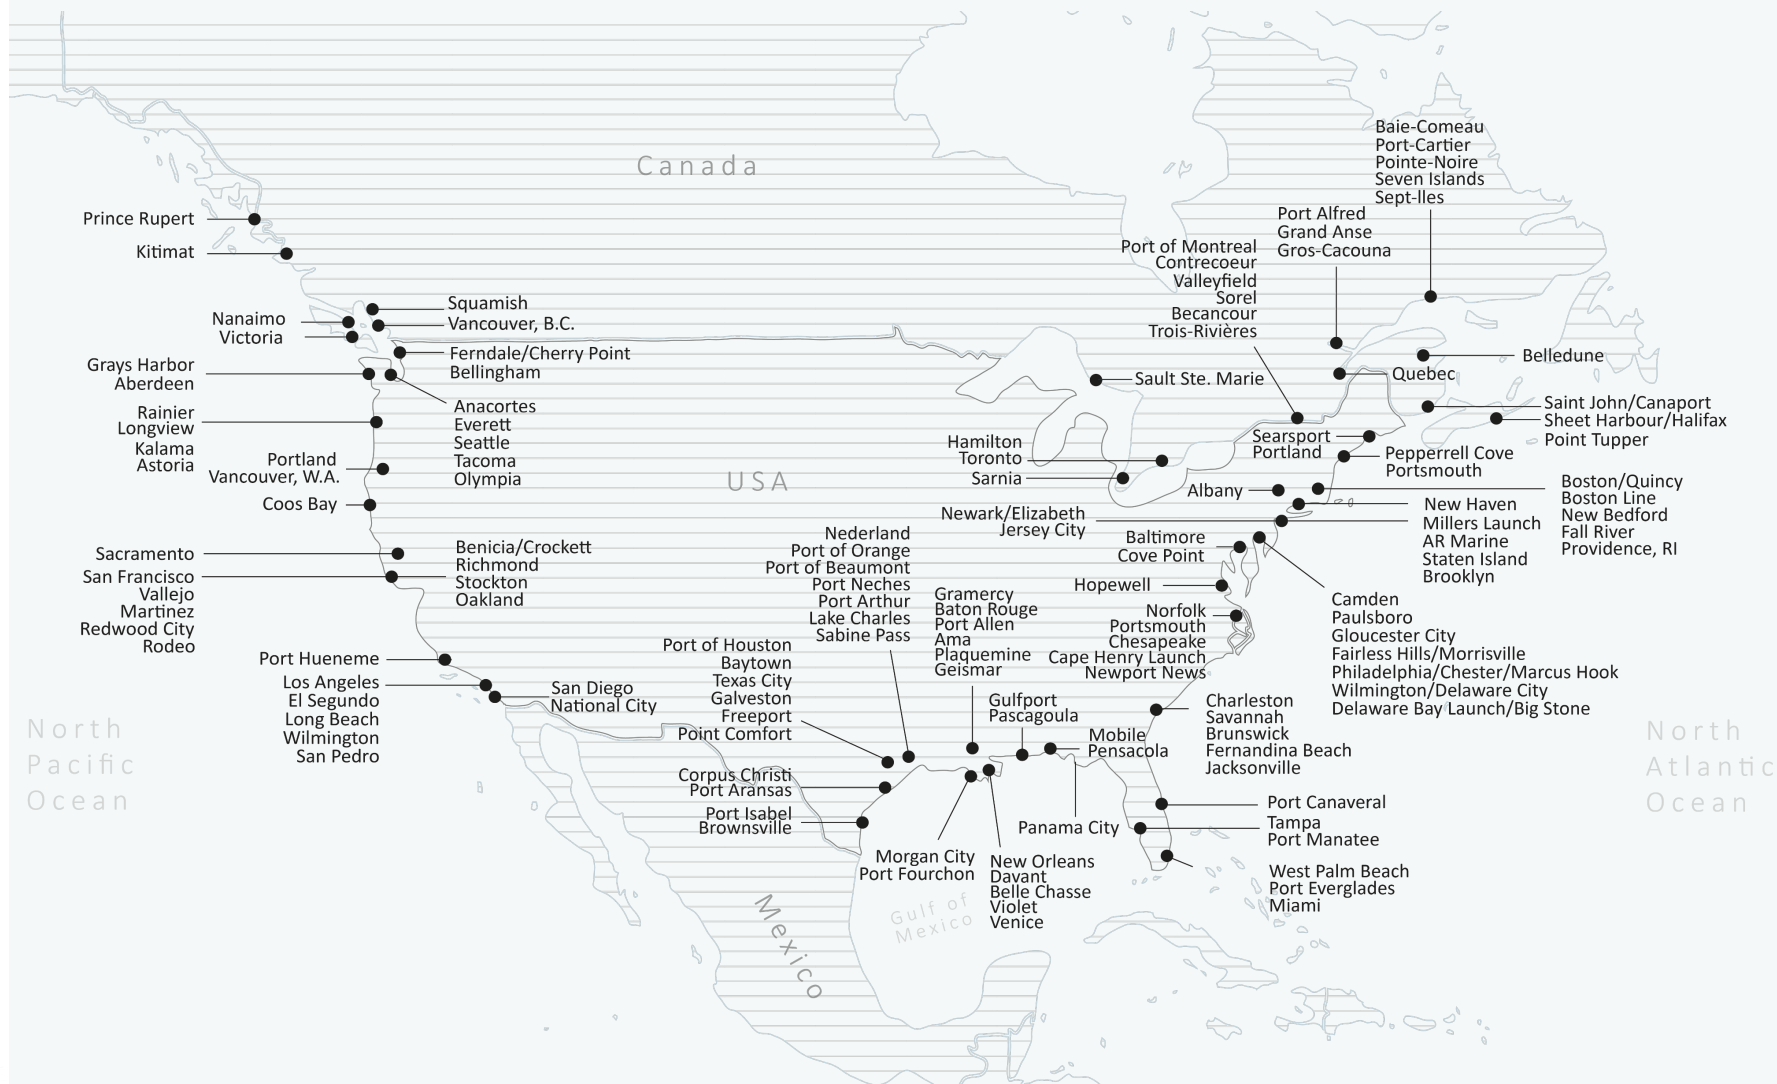 Canada
USA
Mexico
North
Pacific
Ocean
North
Atlantic
Ocean
Gulf of
Mexico
Prince Rupert
Kitimat
Squamish
Vancouver, B.C.
Nanaimo
Victoria
Ferndale/Cherry Point
Bellingham
Grays Harbor
Aberdeen
Anacortes
Everett
Seattle
Tacoma
Olympia
Rainier
Longview
Kalama
Astoria
Portland
Vancouver, W.A.
Coos Bay
Sacramento
San Francisco
Vallejo
Martinez
Redwood City
Rodeo
Benicia/Crockett
Richmond
Stockton
Oakland
Port Hueneme
Los Angeles
El Segundo
Long Beach
Wilmington
San Pedro
San Diego
National City
Port of Houston
Baytown
Texas City
Galveston
Freeport
Point Comfort
Corpus Christi
Port Aransas
Port Isabel
Brownsville
Nederland
Port of Orange
Port of Beaumont
Port Neches
Port Arthur
Lake Charles
Sabine Pass
Gramercy
Baton Rouge
Port Allen
Ama
Plaquemine
Geismar
Morgan City
Port Fourchon
New Orleans
Davant
Belle Chasse
Violet
Venice
Gulfport
Pascagoula
Mobile
Pensacola
Panama City
Baie-Comeau
Port-Cartier
Pointe-Noire
Seven Islands
Sept-Iles
Port Alfred
Grand Anse
Gros-Cacouna
Port of Montreal
Contrecoeur
Valleyfield
Sorel
Becancour
Trois-Rivières
Belledune
Quebec
Sault Ste. Marie
Saint John/Canaport
Sheet Harbour/Halifax
Point Tupper
Hamilton
Toronto
Sarnia
Searsport
Portland
Pepperrell Cove
Portsmouth
Albany
Boston/Quincy
Boston Line
New Bedford
Fall River
Providence, RI
New Haven
Millers Launch
AR Marine
Staten Island
Brooklyn
Newark/Elizabeth
Jersey City
Baltimore
Cove Point
Hopewell
Norfolk
Portsmouth
Chesapeake
Cape Henry Launch
Newport News
Camden
Paulsboro
Gloucester City
Fairless Hills/Morrisville
Philadelphia/Chester/Marcus Hook
Wilmington/Delaware City
Delaware Bay Launch/Big Stone
Charleston
Savannah
Brunswick
Fernandina Beach
Jacksonville
Port Canaveral
Tampa
Port Manatee
West Palm Beach
Port Everglades
Miami